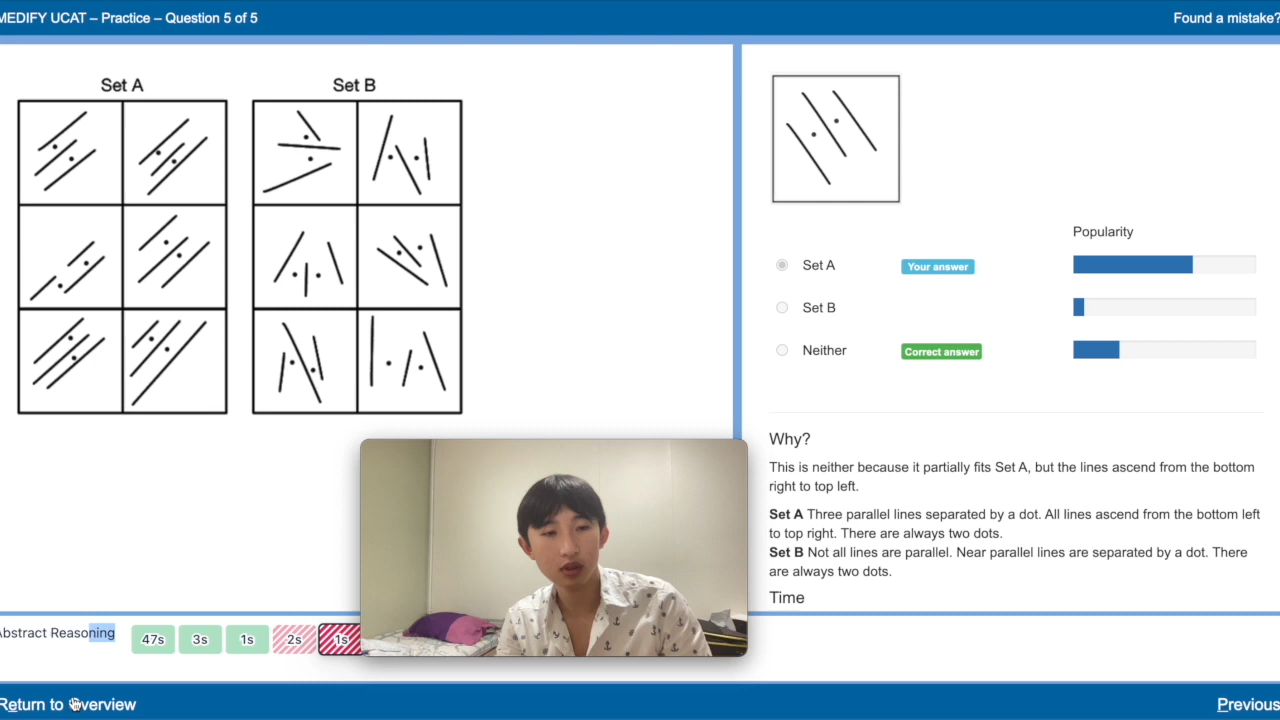 MEDIFY UCAT – Practice – Question 5 of 5
Found a mistake?
Set A
Set B
Set A
Your answer
Popularity
Set B
Neither
Correct answer
Why?
This is neither because it partially fits Set A, but the lines ascend from the bottom
right to top left.
Set A Three parallel lines separated by a dot. All lines ascend from the bottom left
to top right. There are always two dots.
Set B Not all lines are parallel. Near parallel lines are separated by a dot. There
are always two dots.
Time
Abstract Reasoning
47s
3s
1s
2s
1s
Return to Overview
Previous